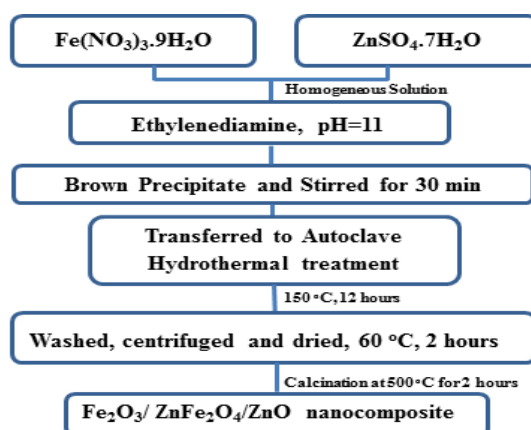 Fe(NO₃)₃.9H₂O
ZnSO₄.7H₂O
Homogeneous Solution
Ethylenediamine, pH=11
Brown Precipitate and Stirred for 30 min
Transferred to Autoclave
Hydrothermal treatment
150 °C, 12 hours
Washed, centrifuged and dried, 60 °C, 2 hours
Calcination at 500°C for 2 hours
Fe₂O₃/ ZnFe₂O₄/ZnO nanocomposite